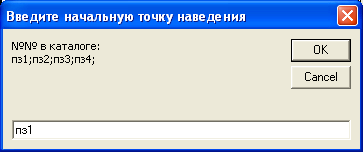 Введите начальную точку наведения
№№ в каталоге:
пз1;пз2;пз3;пз4;
OK
Cancel
пз1